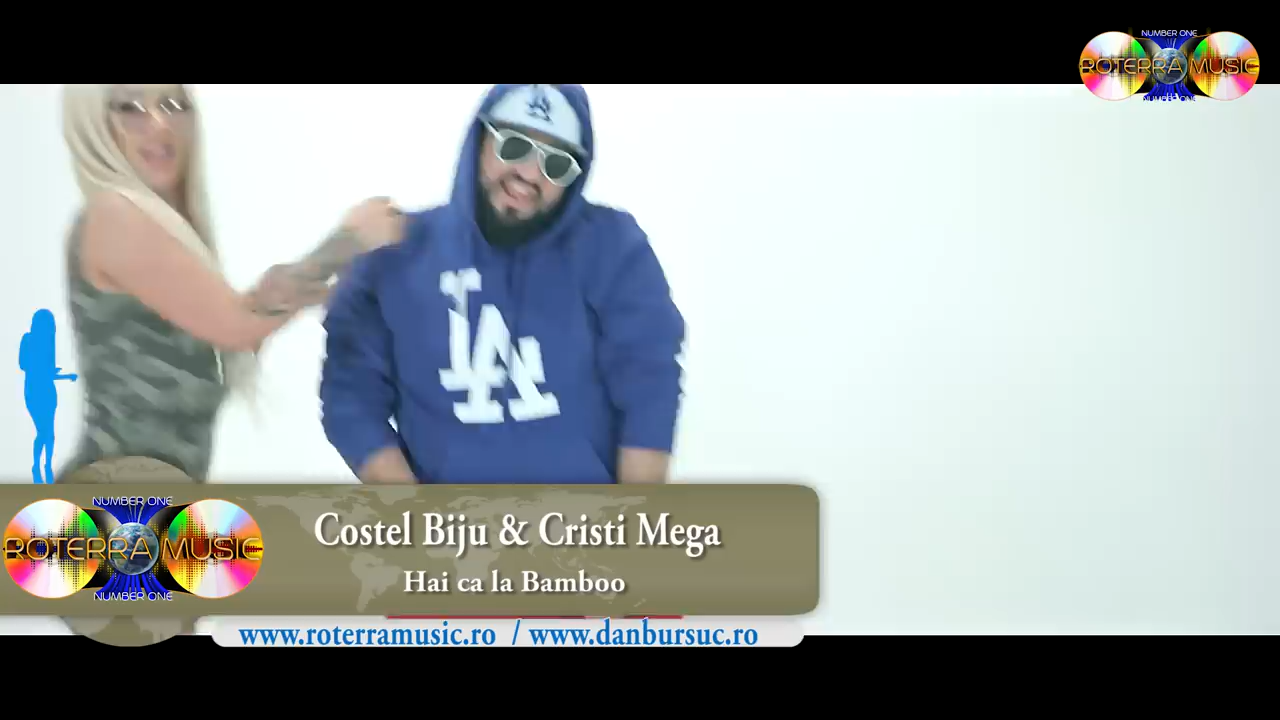 NUMBER ONE
ROTERRA MUSIC
NUMBER ONE
LA
LA
NUMBER ONE
ROTERRA MUSIC
NUMBER ONE
Costel Biju & Cristi Mega
Hai ca la Bamboo
www.roterramusic.ro / www.danbursuc.ro